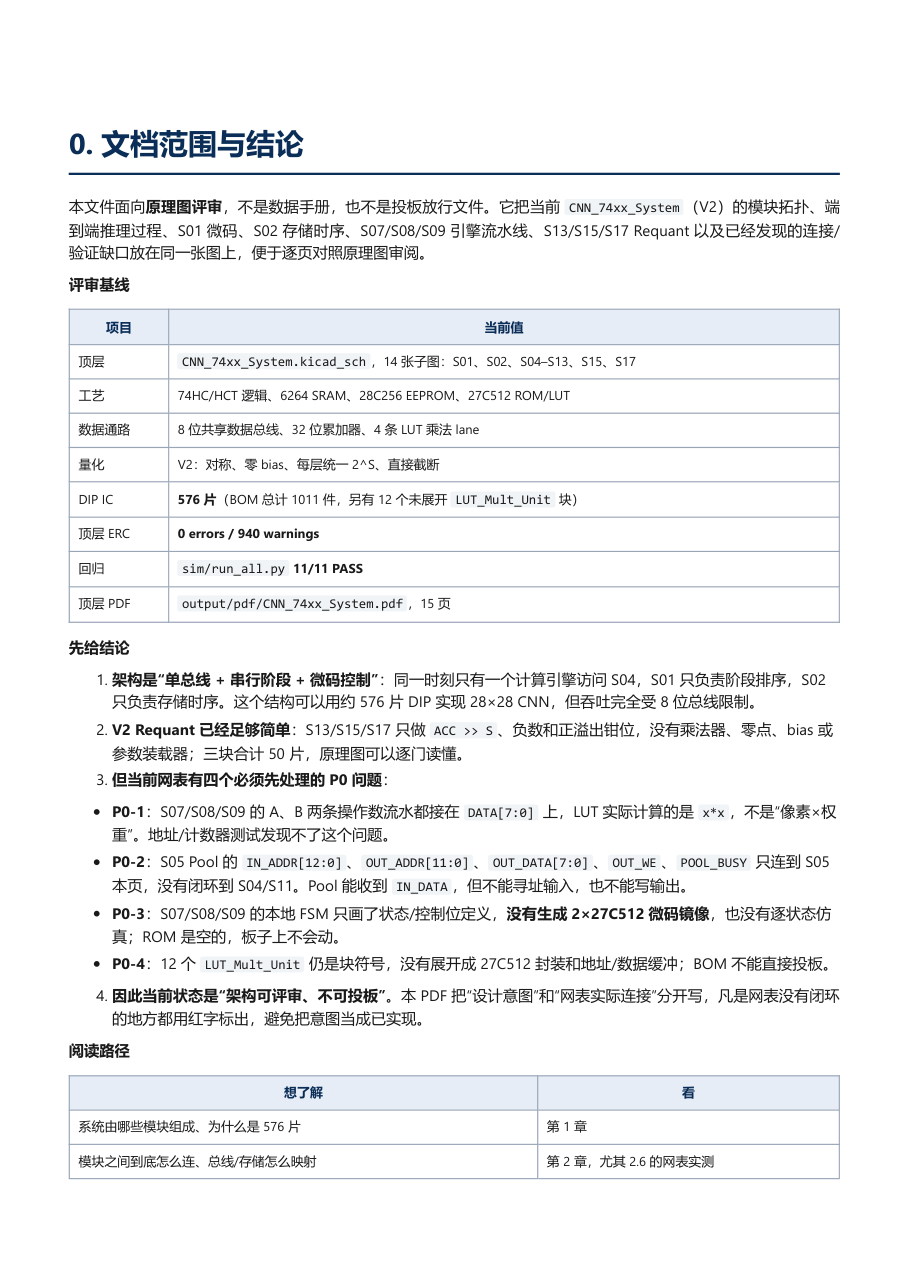 0. 文档范围与结论
本文件面向原理图评审，不是数据手册，也不是投板放行文件。它把当前 CNN_74xx_System（V2）的模块拓扑、端
到端推理过程、S01 微码、S02 存储时序、S07/S08/S09 引擎流水线、S13/S15/S17 Requant 以及已经发现的连接/
验证缺口放在同一张图上，便于逐页对照原理图审阅。
评审基线
项目 当前值
顶层 CNN_74xx_System.kicad_sch，14 张子图：S01、S02、S04–S13、S15、S17
工艺 74HC/HCT 逻辑、6264 SRAM、28C256 EEPROM、27C512 ROM/LUT
数据通路 8 位共享数据总线、32 位累加器、4 条 LUT 乘法 lane
量化 V2：对称、零 bias、每层统一 2^S、直接截断
DIP IC 576 片（BOM 总计 1011 件，另有 12 个未展开 LUT_Mult_Unit 块）
顶层 ERC 0 errors / 940 warnings
回归 sim/run_all.py 11/11 PASS
顶层 PDF output/pdf/CNN_74xx_System.pdf，15 页
先给结论
1. 架构是“单总线 + 串行阶段 + 微码控制”：同一时刻只有一个计算引擎访问 S04，S01 只负责阶段排序，S02
只负责存储时序。这个结构可以用约 576 片 DIP 实现 28×28 CNN，但吞吐完全受 8 位总线限制。
2. V2 Requant 已经足够简单：S13/S15/S17 只做 ACC >> S、负数和正溢出钳位，没有乘法器、零点、bias 或
参数装载器；三块合计 50 片，原理图可以逐门读懂。
3. 但当前网表有四个必须先处理的 P0 问题：
• P0-1：S07/S08/S09 的 A、B 两条操作数流水都接在 DATA[7:0] 上，LUT 实际计算的是 x*x，不是“像素×权
重”。地址/计数器测试发现不了这个问题。
• P0-2：S05 Pool 的 IN_ADDR[12:0]、OUT_ADDR[11:0]、OUT_DATA[7:0]、OUT_WE、POOL_BUSY 只连到 S05
本页，没有闭环到 S04/S11。Pool 能收到 IN_DATA，但不能寻址输入，也不能写输出。
• P0-3：S07/S08/S09 的本地 FSM 只画了状态/控制位定义，没有生成 2×27C512 微码镜像，也没有逐状态仿
真；ROM 是空的，板子上不会动。
• P0-4：12 个 LUT_Mult_Unit 仍是块符号，没有展开成 27C512 封装和地址/数据缓冲；BOM 不能直接投板。
4. 因此当前状态是“架构可评审、不可投板”。本 PDF 把“设计意图”和“网表实际连接”分开写，凡是网表没有闭环
的地方都用红字标出，避免把意图当成已实现。
阅读路径
想了解 看
系统由哪些模块组成、为什么是 576 片 第 1 章
模块之间到底怎么连、总线/存储怎么映射 第 2 章，尤其 2.6 的网表实测